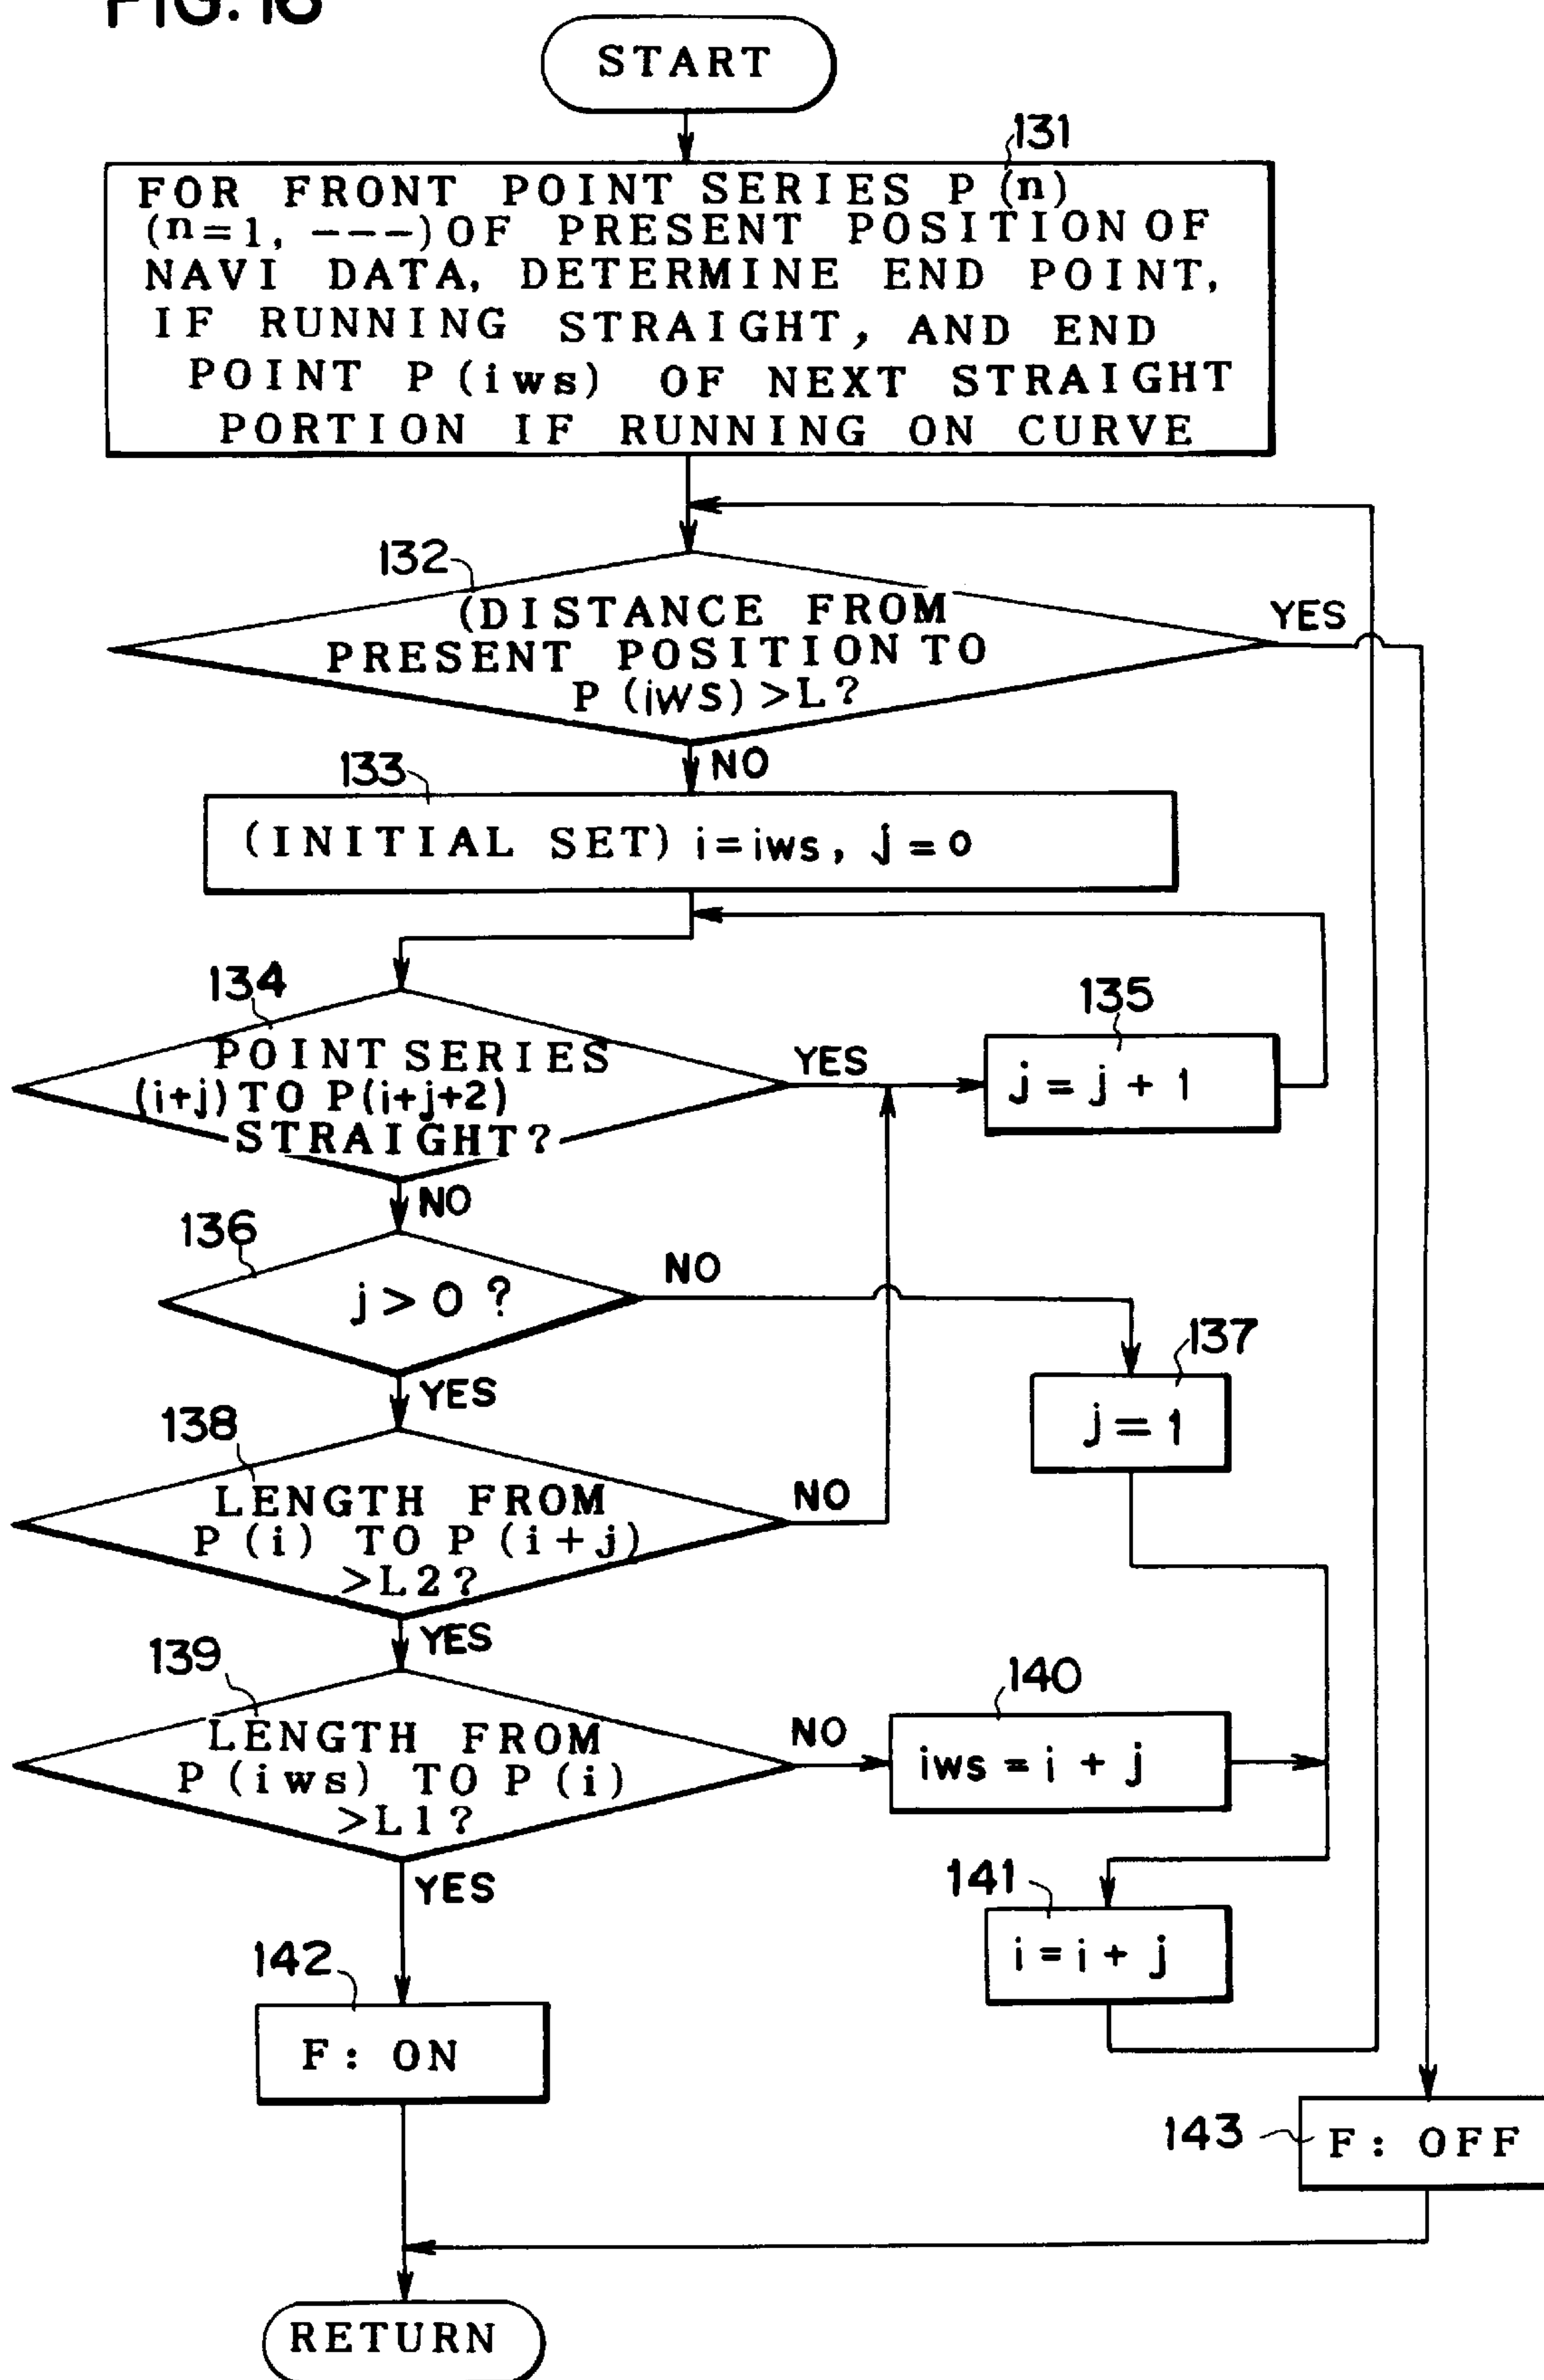 START
131
FOR FRONT POINT SERIES P (n)
(n=1, ---) OF PRESENT POSITION OF
NAVI DATA, DETERMINE END POINT,
IF RUNNING STRAIGHT, AND END
POINT P (iws) OF NEXT STRAIGHT
PORTION IF RUNNING ON CURVE
132
(DISTANCE FROM
PRESENT POSITION TO
P (iWS) >L?
YES
NO
133
(INITIAL SET) i=iws, j=0
134
POINT SERIES
(i+j) TO P(i+j+2)
STRAIGHT?
YES
135
j = j + 1
NO
136
j > 0 ?
NO
137
j = 1
YES
138
LENGTH FROM
P (i) TO P (i+j)
>L2?
NO
YES
139
LENGTH FROM
P (iws) TO P (i)
>L1?
NO
140
iws = i + j
YES
141
i = i + j
142
F: ON
143
F: OFF
RETURN